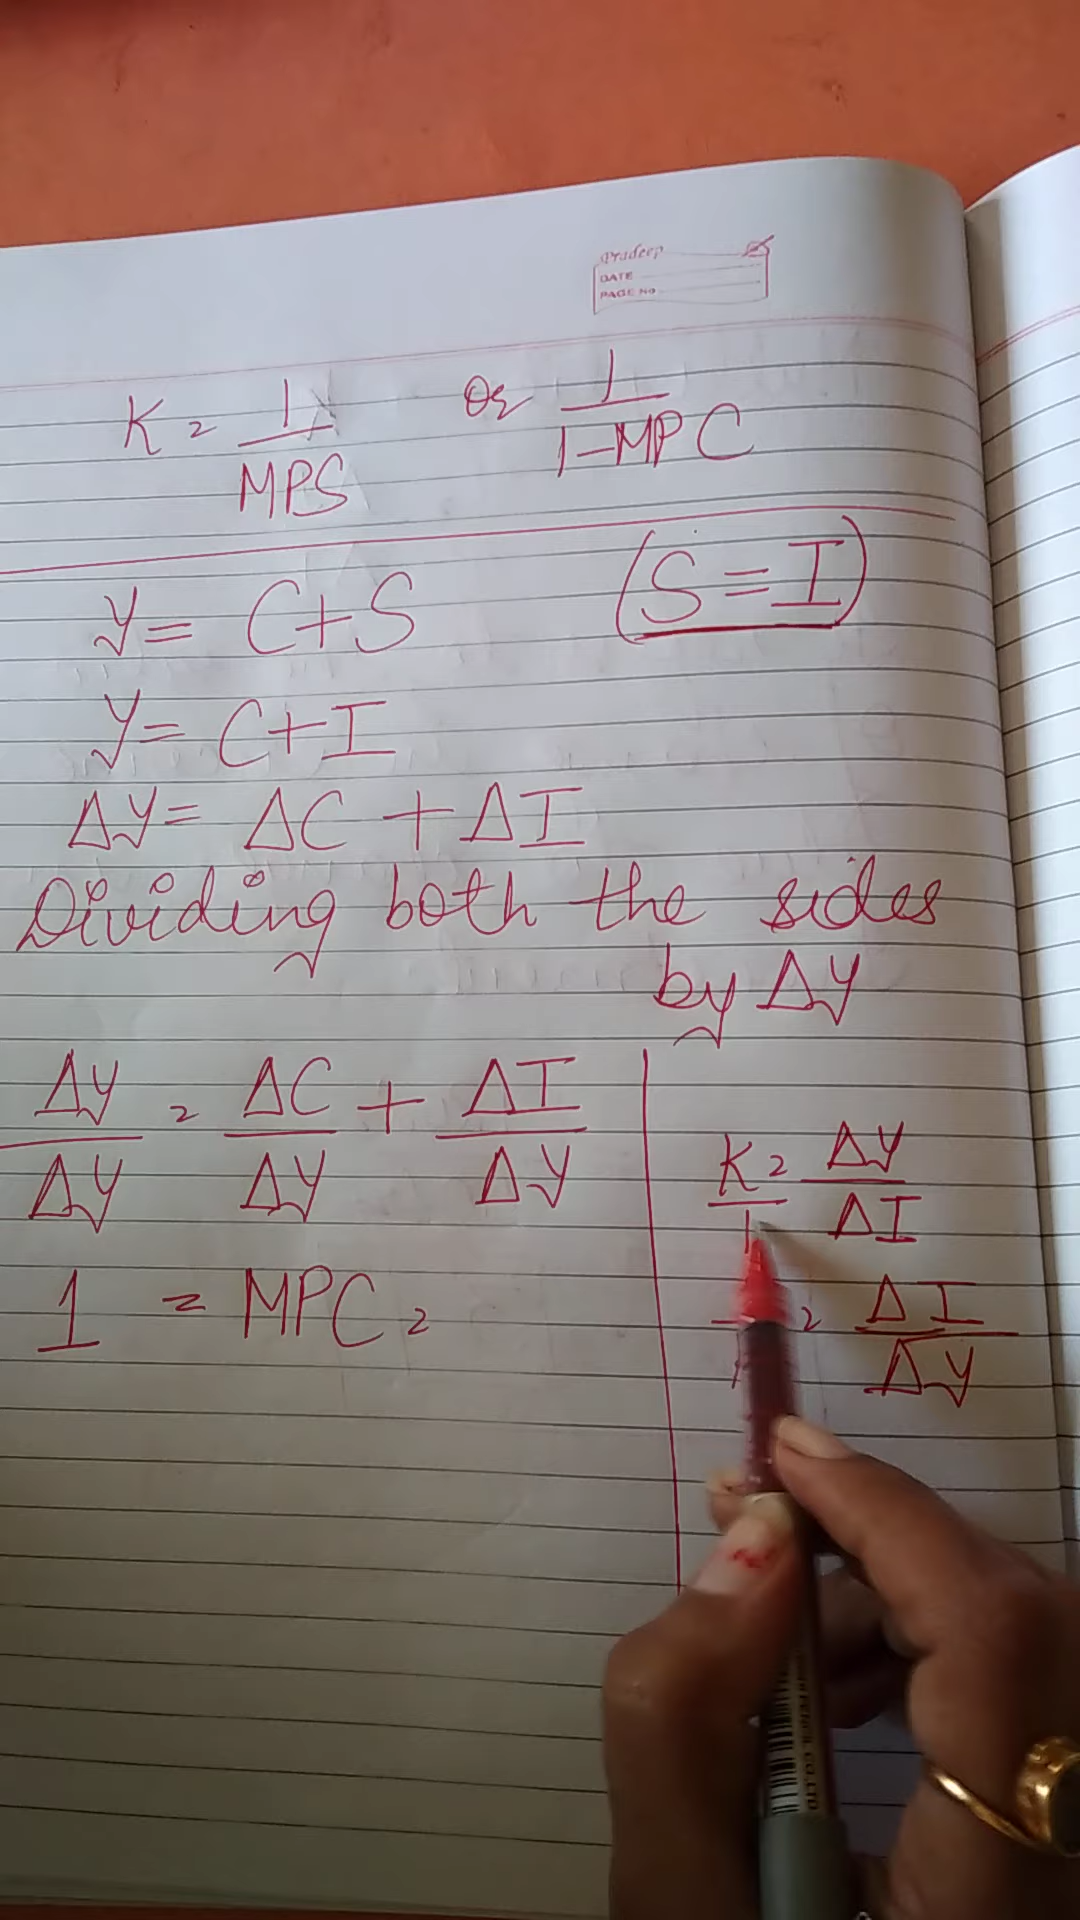 Pradeep
DATE
PAGE No
K = 1/MPS or 1/1-MPC
Y = C+S (S = I)
Y = C+I
ΔY = ΔC + ΔI
Dividing both the sides
by ΔY
ΔY/ΔY = ΔC/ΔY + ΔI/ΔY
K/1 = ΔY/ΔI
1 = MPC =
= ΔI/ΔY